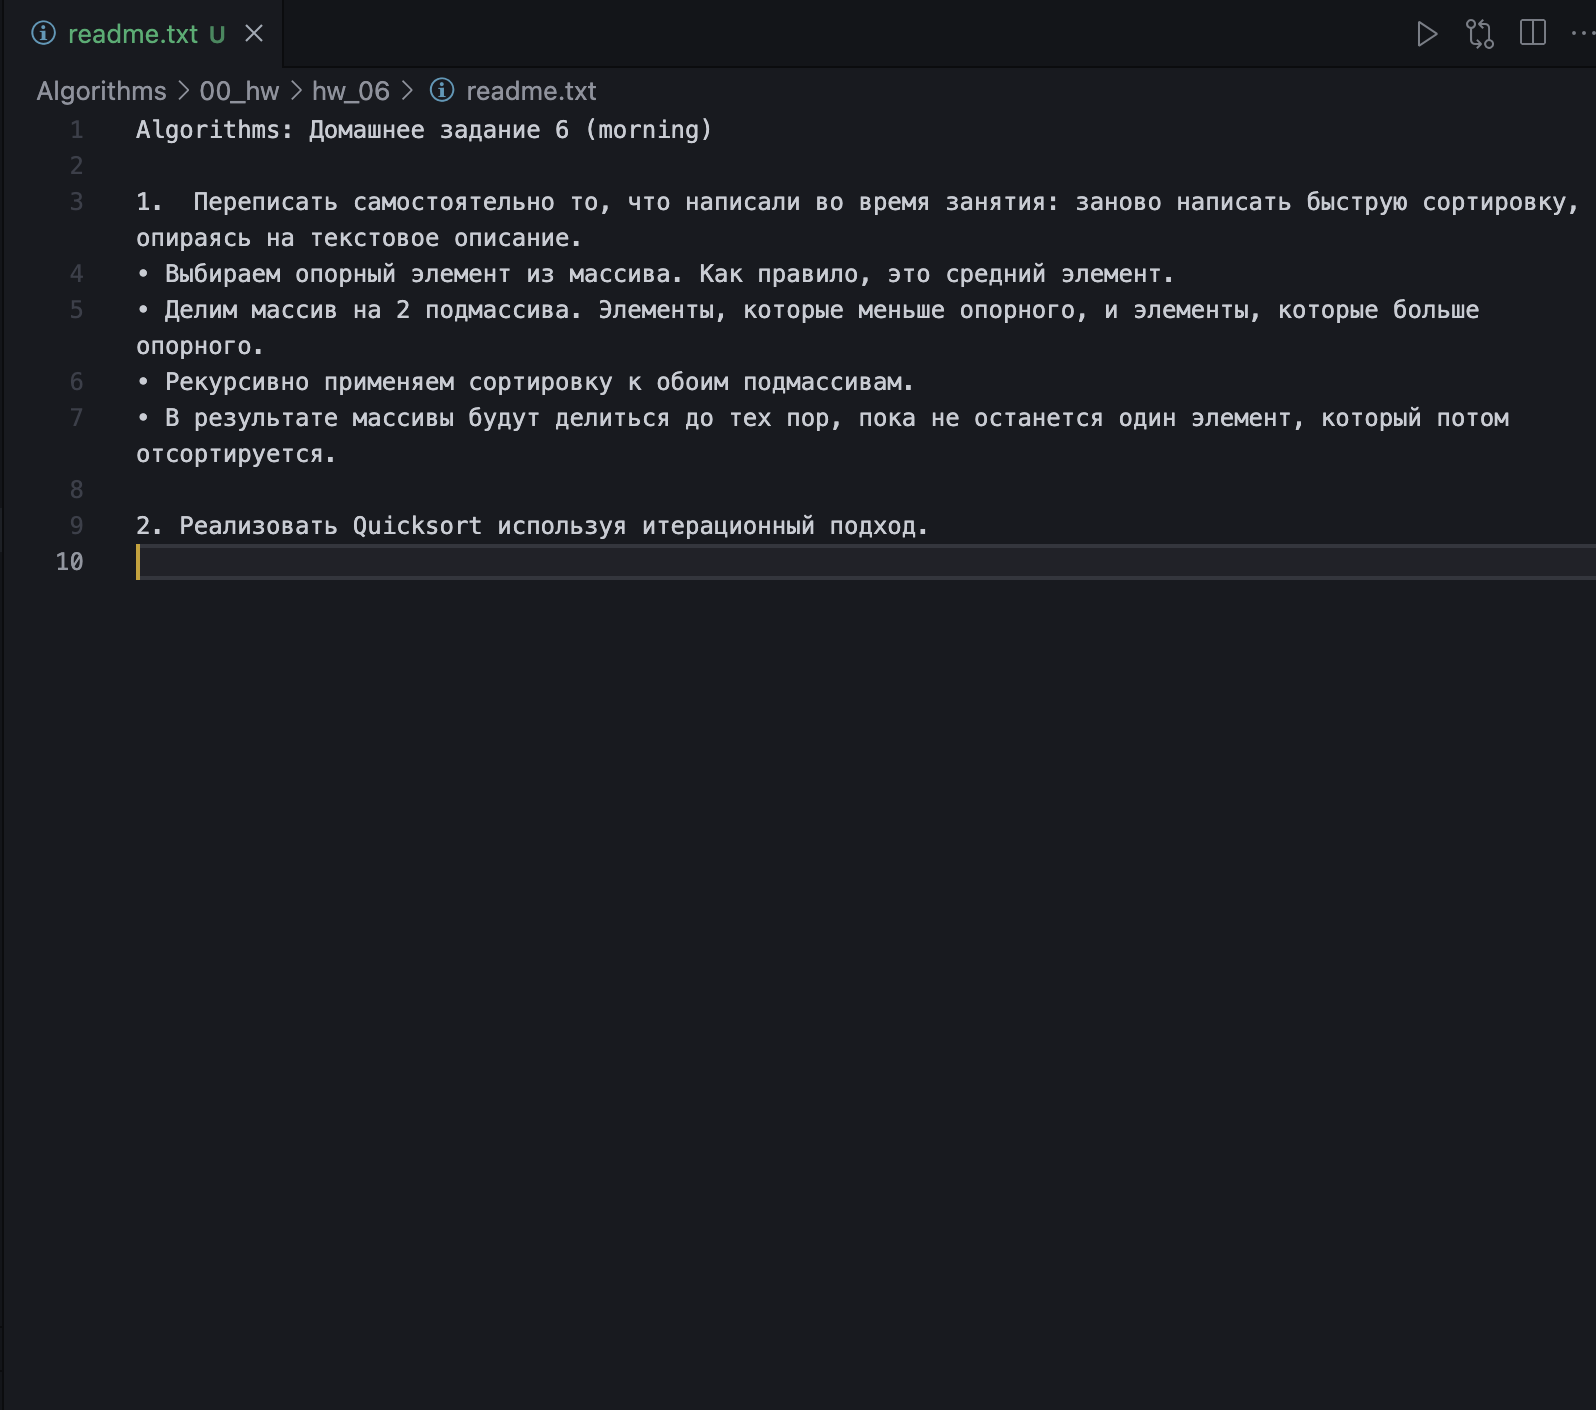 readme.txt U
Algorithms > 00_hw > hw_06 > readme.txt
1 Algorithms: Домашнее задание 6 (morning)
2
3 1.  Переписать самостоятельно то, что написали во время занятия: заново написать быструю сортировку,
опираясь на текстовое описание.
4 • Выбираем опорный элемент из массива. Как правило, это средний элемент.
5 • Делим массив на 2 подмассива. Элементы, которые меньше опорного, и элементы, которые больше
опорного.
6 • Рекурсивно применяем сортировку к обоим подмассивам.
7 • В результате массивы будут делиться до тех пор, пока не останется один элемент, который потом
отсортируется.
8
9 2. Реализовать Quicksort используя итерационный подход.
10